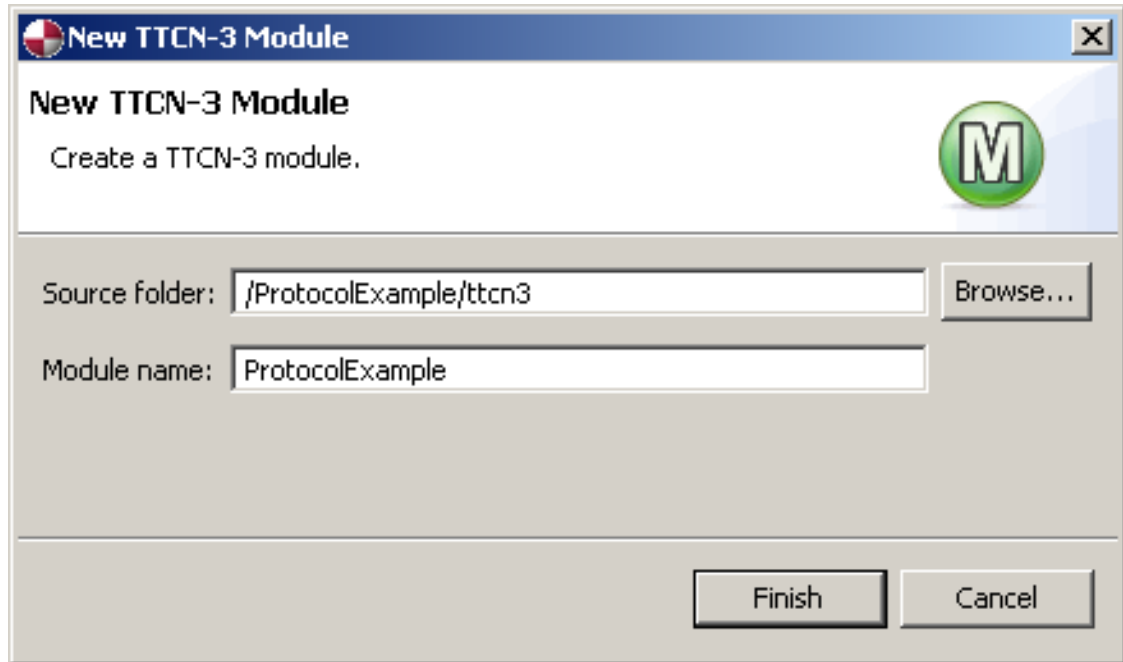 New TTCN-3 Module
New TTCN-3 Module
Create a TTCN-3 module.
M
Source folder: /ProtocolExample/ttcn3 Browse...
Module name: ProtocolExample
Finish Cancel